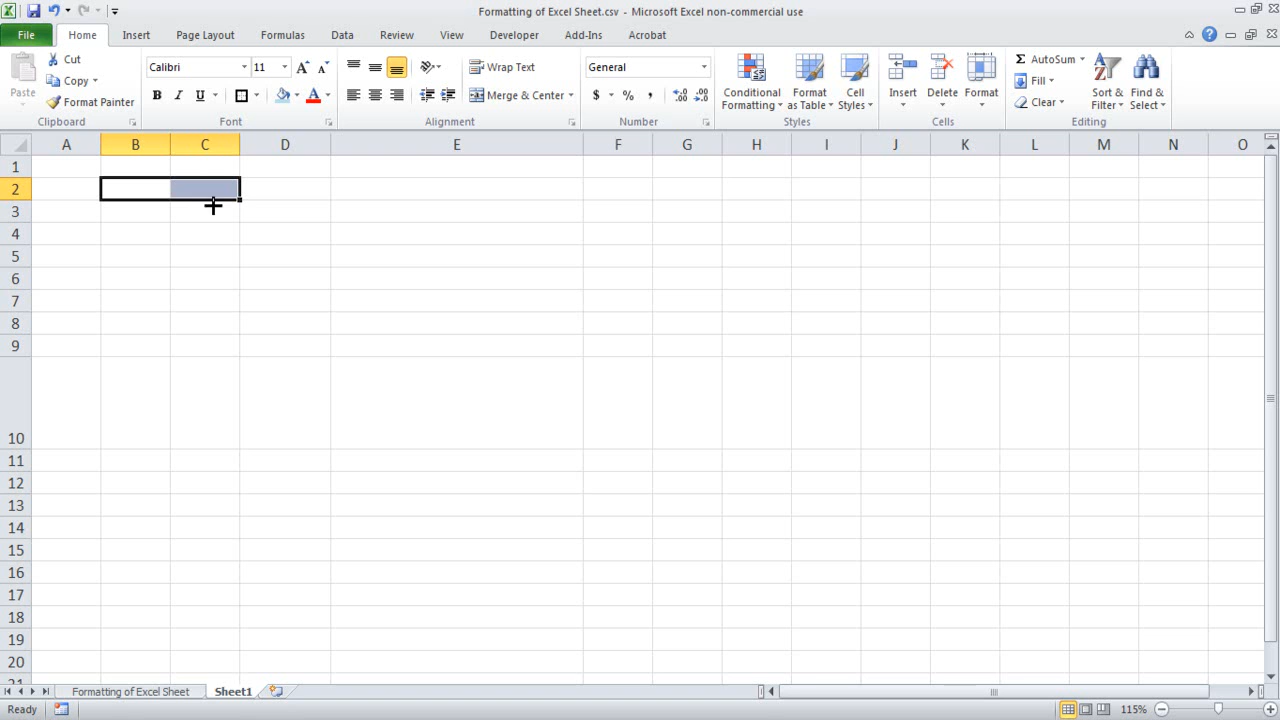 Formatting of Excel Sheet.csv - Microsoft Excel non-commercial use
File Home Insert Page Layout Formulas Data Review View Developer Add-Ins Acrobat
Paste
Cut
Copy
Format Painter
Clipboard
Calibri 11
B I U A
Font
Wrap Text
Merge & Center
Alignment
General
$ % ,
Number
Conditional Formatting
Format as Table
Cell Styles
Styles
Insert Delete Format
Cells
Σ AutoSum
Fill
Clear
Sort & Filter
Find & Select
Editing
A B C D E F G H I J K L M N O
1
2
3
4
5
6
7
8
9
10
11
12
13
14
15
16
17
18
19
20
21
Formatting of Excel Sheet Sheet1
Ready 115%